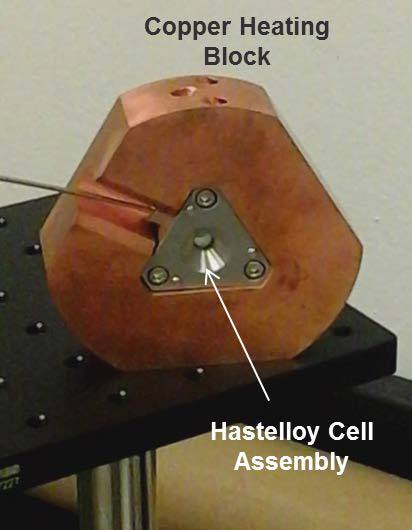 Copper Heating
Block
Hastelloy Cell
Assembly